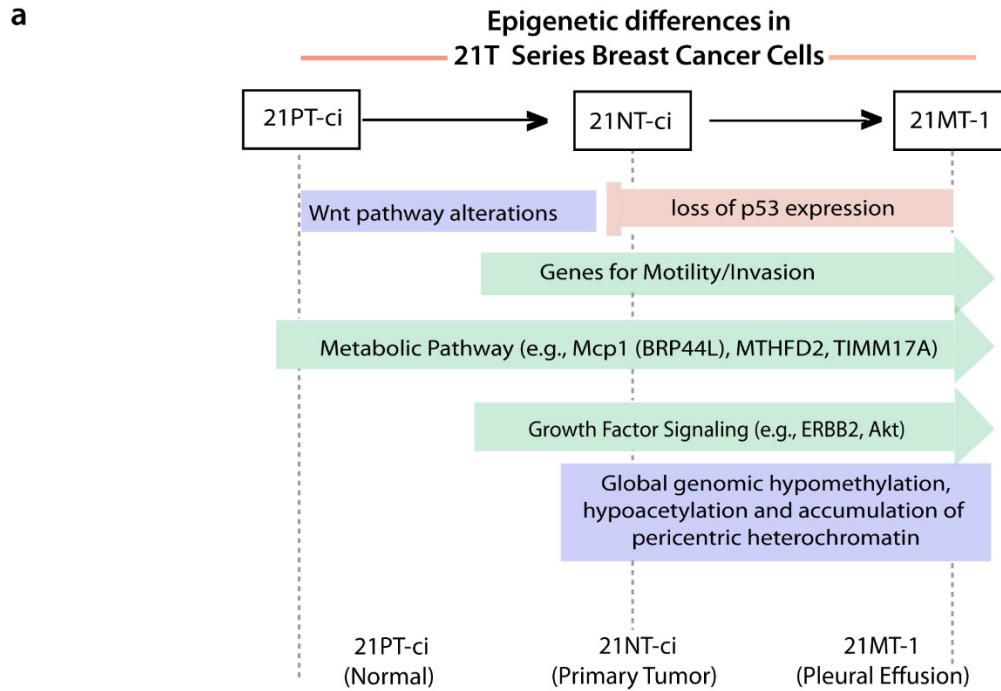 a
Epigenetic differences in
21T Series Breast Cancer Cells
21PT-ci
21NT-ci
21MT-1
Wnt pathway alterations
loss of p53 expression
Genes for Motility/Invasion
Metabolic Pathway (e.g., Mcp1 (BRP44L), MTHFD2, TIMM17A)
Growth Factor Signaling (e.g., ERBB2, Akt)
Global genomic hypomethylation,
hypoacetylation and accumulation of
pericentric heterochromatin
21PT-ci
(Normal)
21NT-ci
(Primary Tumor)
21MT-1
(Pleural Effusion)